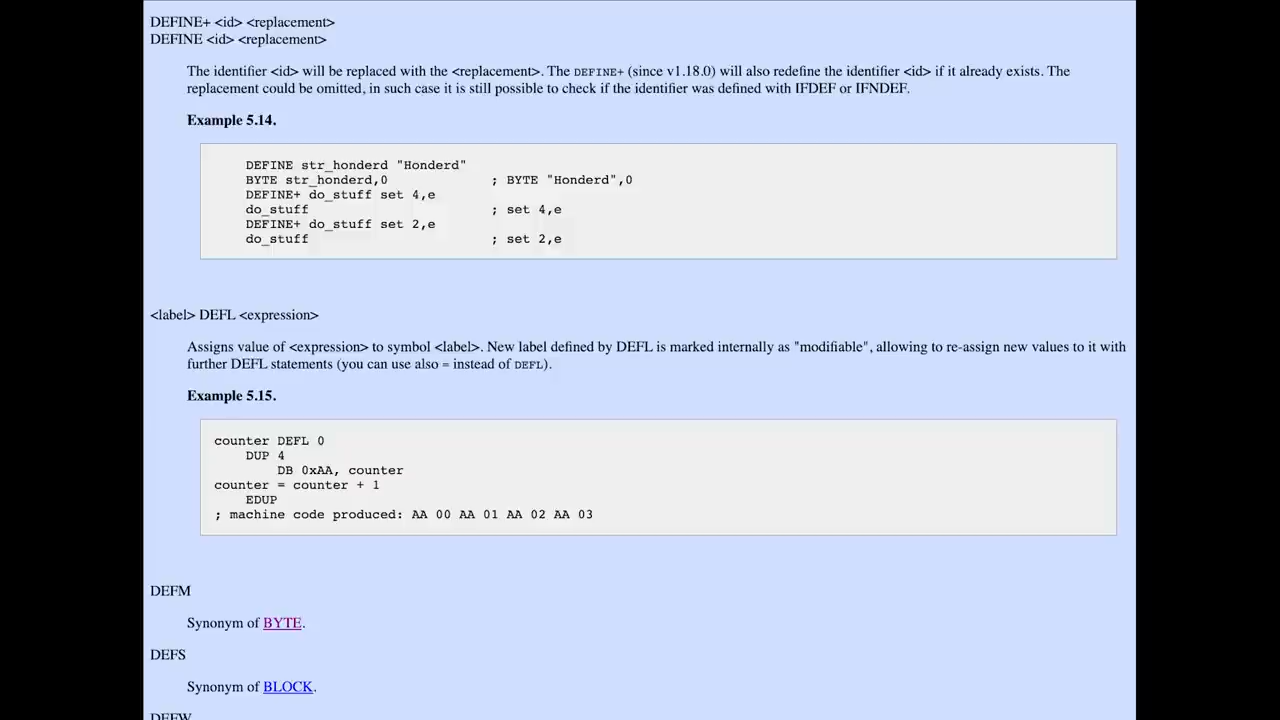 DEFINE+ <id> <replacement>
DEFINE <id> <replacement>
The identifier <id> will be replaced with the <replacement>. The DEFINE+ (since v1.18.0) will also redefine the identifier <id> if it already exists. The
replacement could be omitted, in such case it is still possible to check if the identifier was defined with IFDEF or IFNDEF.
Example 5.14.
DEFINE str_honderd "Honderd"
BYTE str_honderd,0 ; BYTE "Honderd",0
DEFINE+ do_stuff set 4,e
do_stuff ; set 4,e
DEFINE+ do_stuff set 2,e
do_stuff ; set 2,e
<label> DEFL <expression>
Assigns value of <expression> to symbol <label>. New label defined by DEFL is marked internally as "modifiable", allowing to re-assign new values to it with
further DEFL statements (you can use also = instead of DEFL).
Example 5.15.
counter DEFL 0
DUP 4
DB 0xAA, counter
counter = counter + 1
EDUP
; machine code produced: AA 00 AA 01 AA 02 AA 03
DEFM
Synonym of BYTE.
DEFS
Synonym of BLOCK.
DEFW